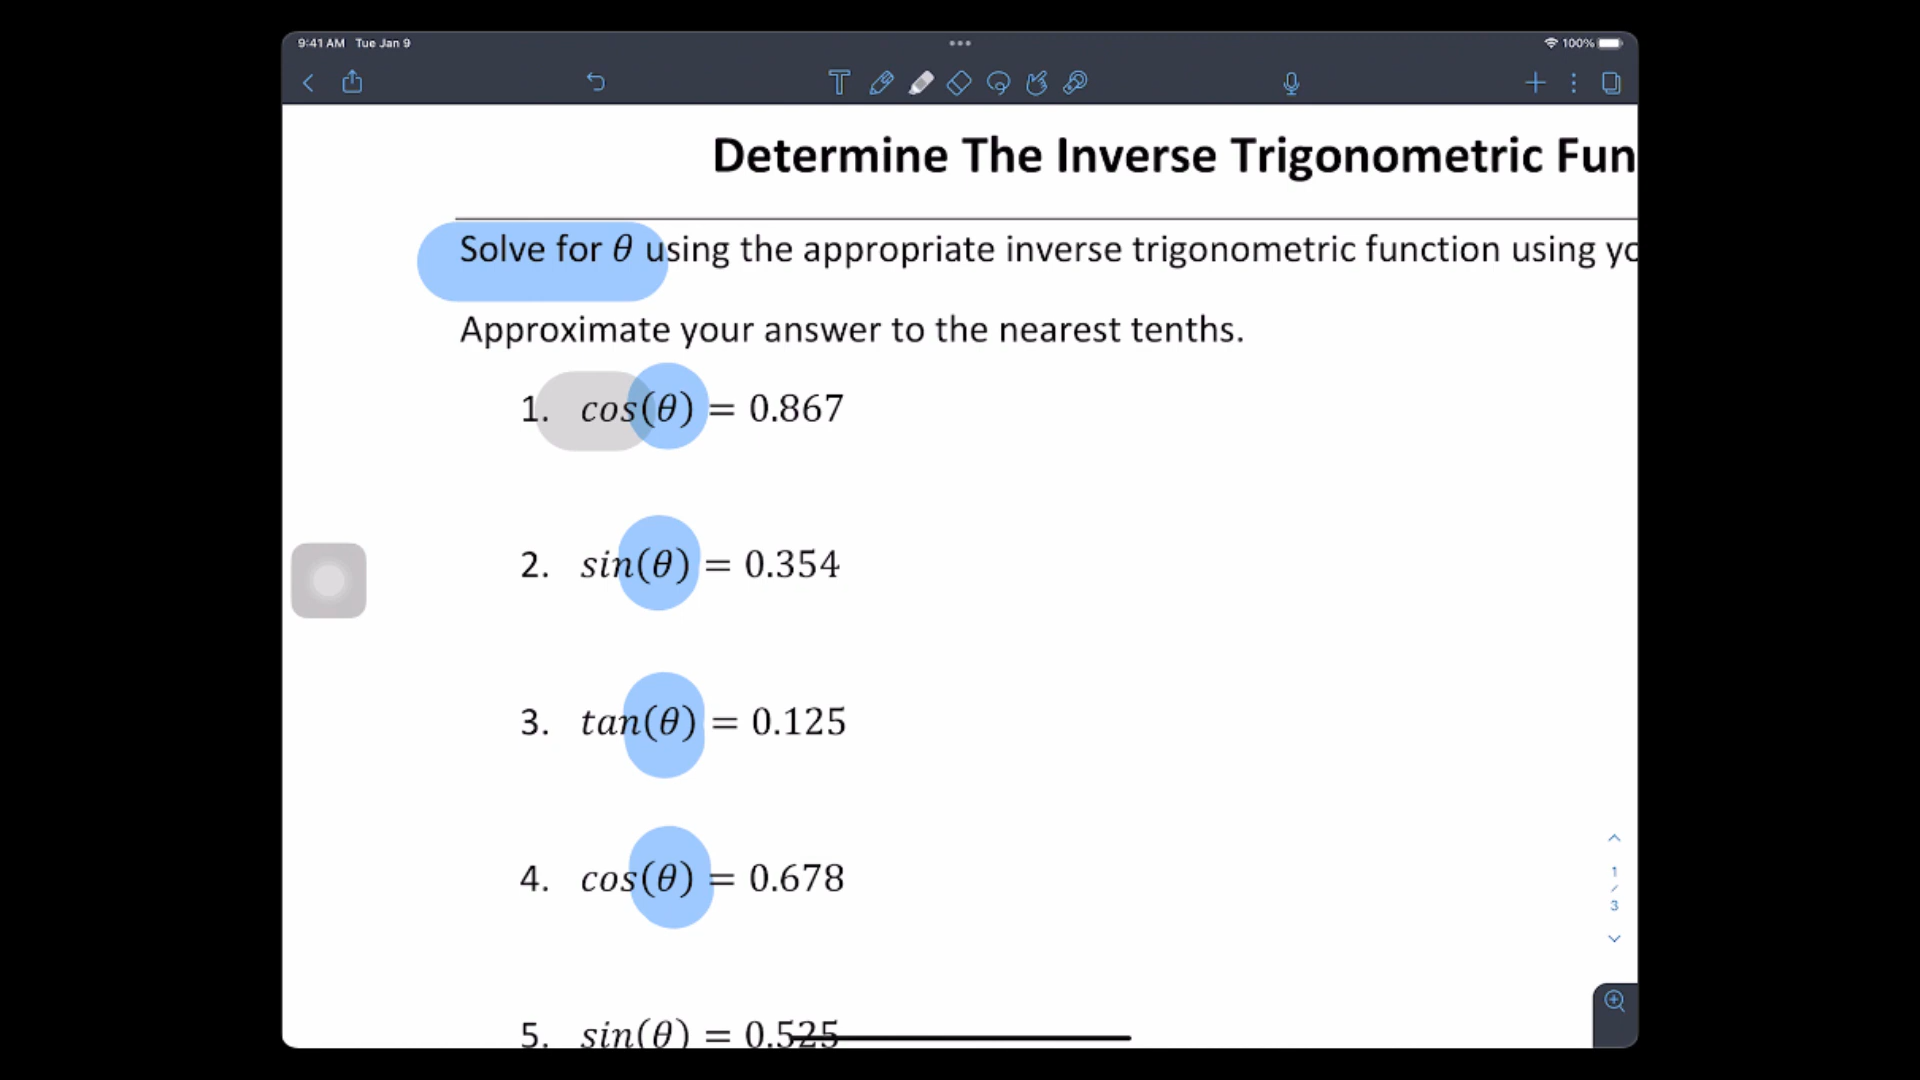 9:41 AM Tue Jan 9
100%
Determine The Inverse Trigonometric Fun
Solve for θ using the appropriate inverse trigonometric function using yo
Approximate your answer to the nearest tenths.
1. cos(θ) = 0.867
2. sin(θ) = 0.354
3. tan(θ) = 0.125
4. cos(θ) = 0.678
1
/
3
5. sin(θ) = 0.525